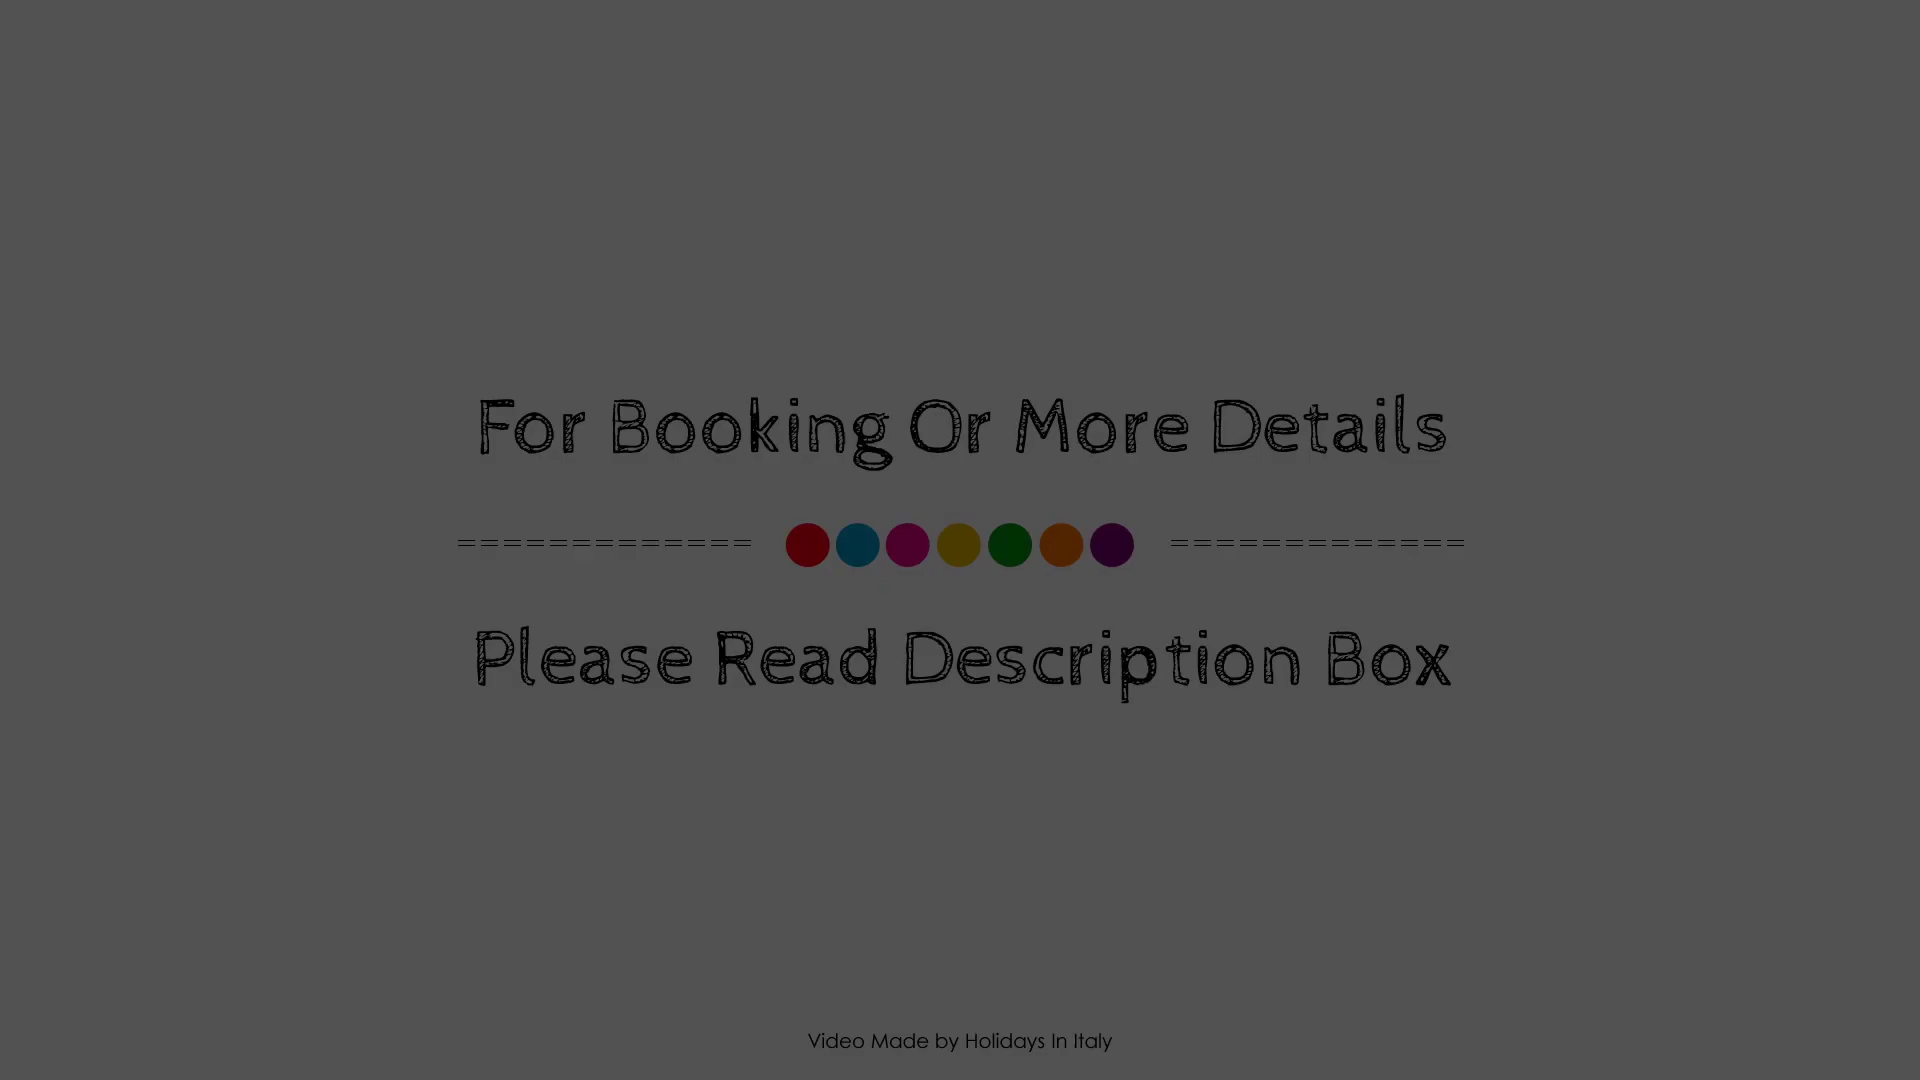 For Booking Or More Details
============= =============
Please Read Description Box
Video Made by Holidays In Italy